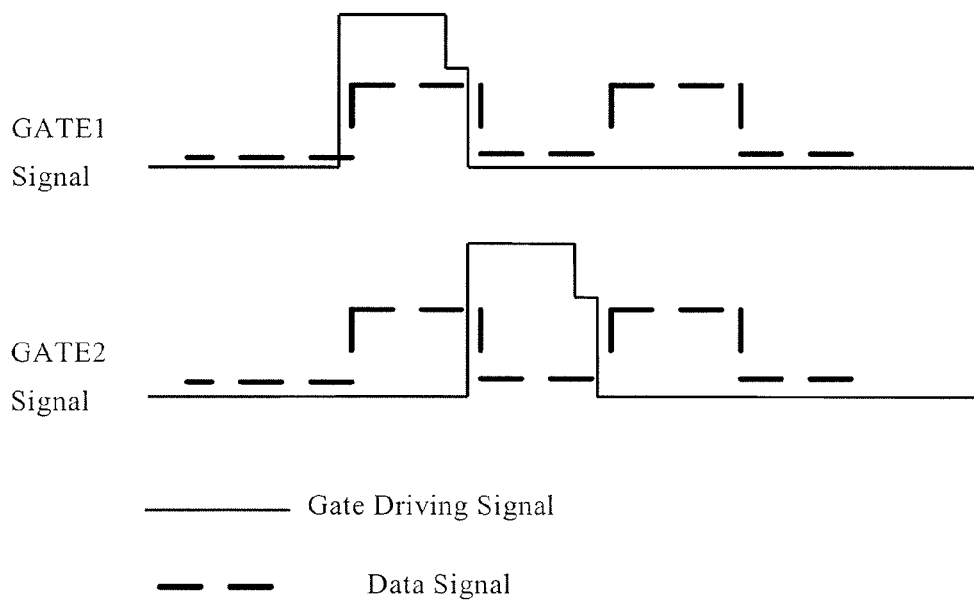 GATE1
Signal
GATE2
Signal
Gate Driving Signal
Data Signal